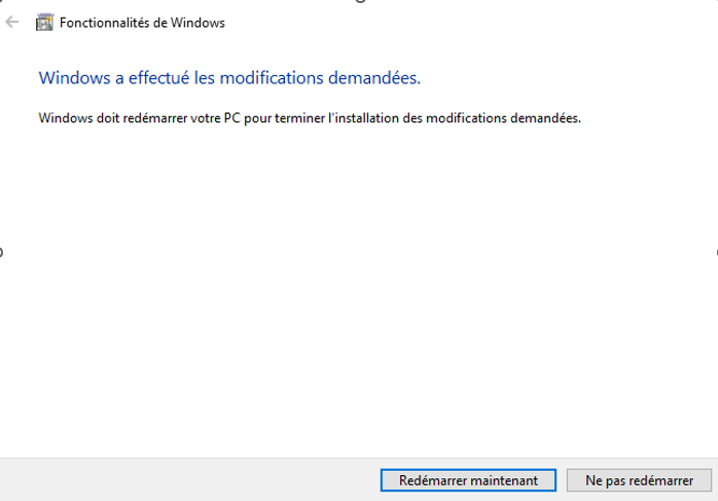 Fonctionnalités de Windows
Windows a effectué les modifications demandées.
Windows doit redémarrer votre PC pour terminer l'installation des modifications demandées.
Redémarrer maintenant
Ne pas redémarrer